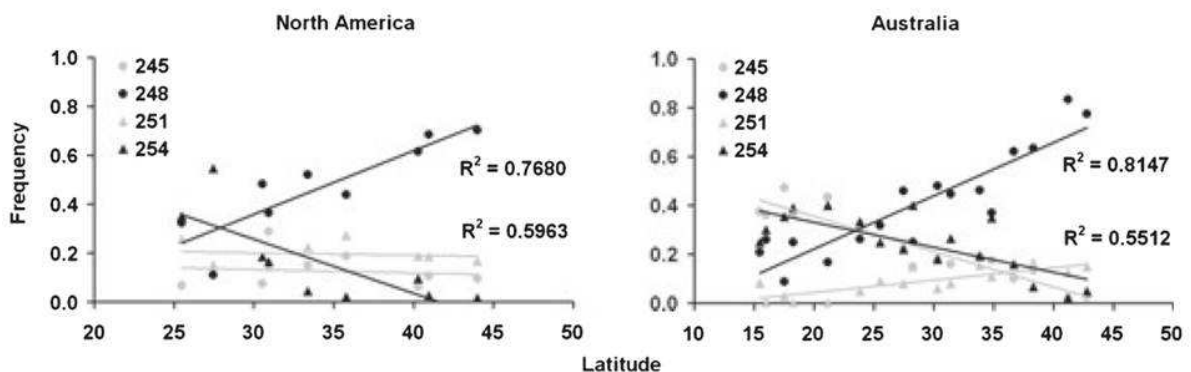 North America
Australia
Frequency
1.0
0.8
0.6
0.4
0.2
0.0
245
248
251
254
R² = 0.7680
R² = 0.5963
20 25 30 35 40 45 50
1.0
0.8
0.6
0.4
0.2
0.0
245
248
251
254
R² = 0.8147
R² = 0.5512
10 15 20 25 30 35 40 45 50
Latitude